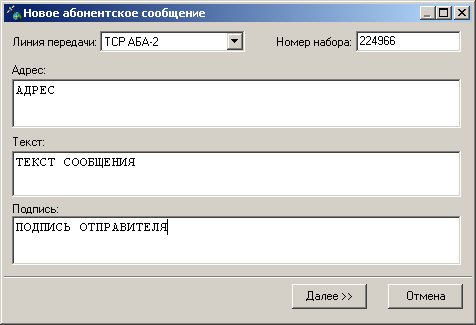 Новое абонентское сообщение
Линия передачи: TCP АБА-2 Номер набора: 224966
Адрес:
АДРЕС
Текст:
ТЕКСТ СООБЩЕНИЯ
Подпись:
ПОДПИСЬ ОТПРАВИТЕЛЯ
Далее >> Отмена